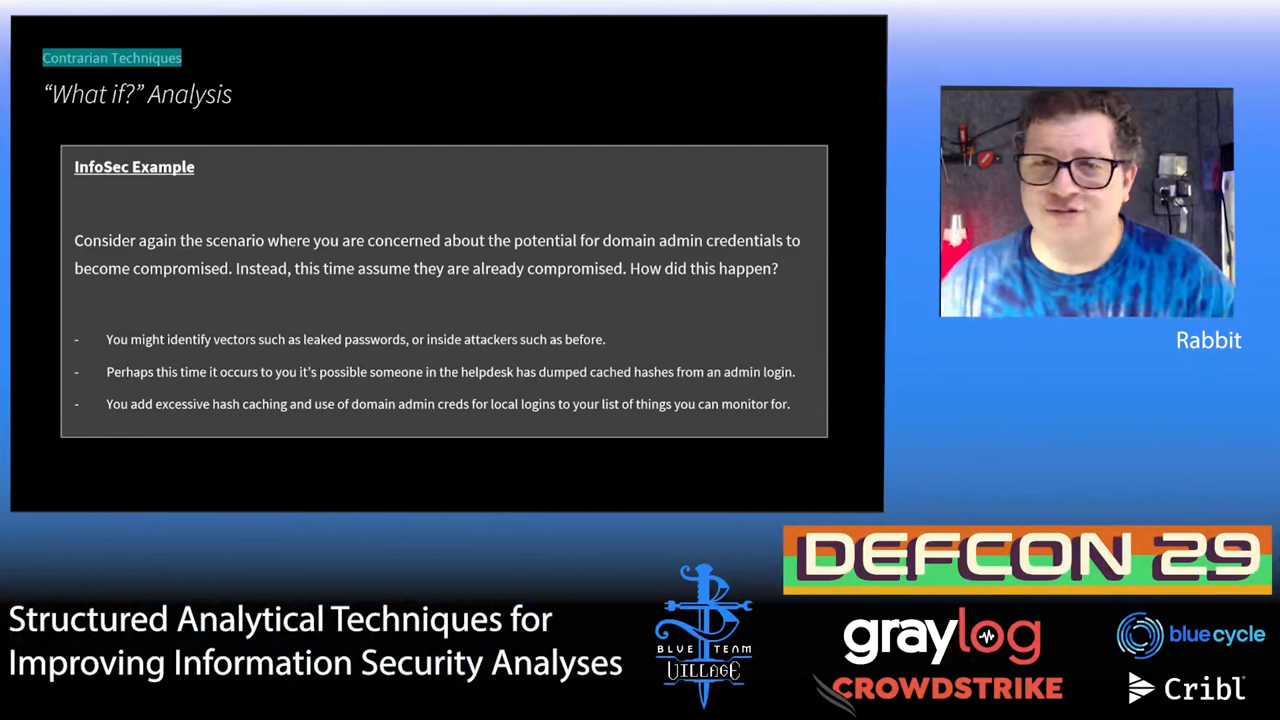 Contrarian Techniques
“What if?” Analysis
InfoSec Example
Consider again the scenario where you are concerned about the potential for domain admin credentials to
become compromised. Instead, this time assume they are already compromised. How did this happen?
- You might identify vectors such as leaked passwords, or inside attackers such as before.
- Perhaps this time it occurs to you it’s possible someone in the helpdesk has dumped cached hashes from an admin login.
- You add excessive hash caching and use of domain admin creds for local logins to your list of things you can monitor for.
Rabbit
DEFCON 29
Structured Analytical Techniques for
Improving Information Security Analyses
BLUE TEAM
VILLAGE
graylog
blue cycle
CROWDSTRIKE
Cribl